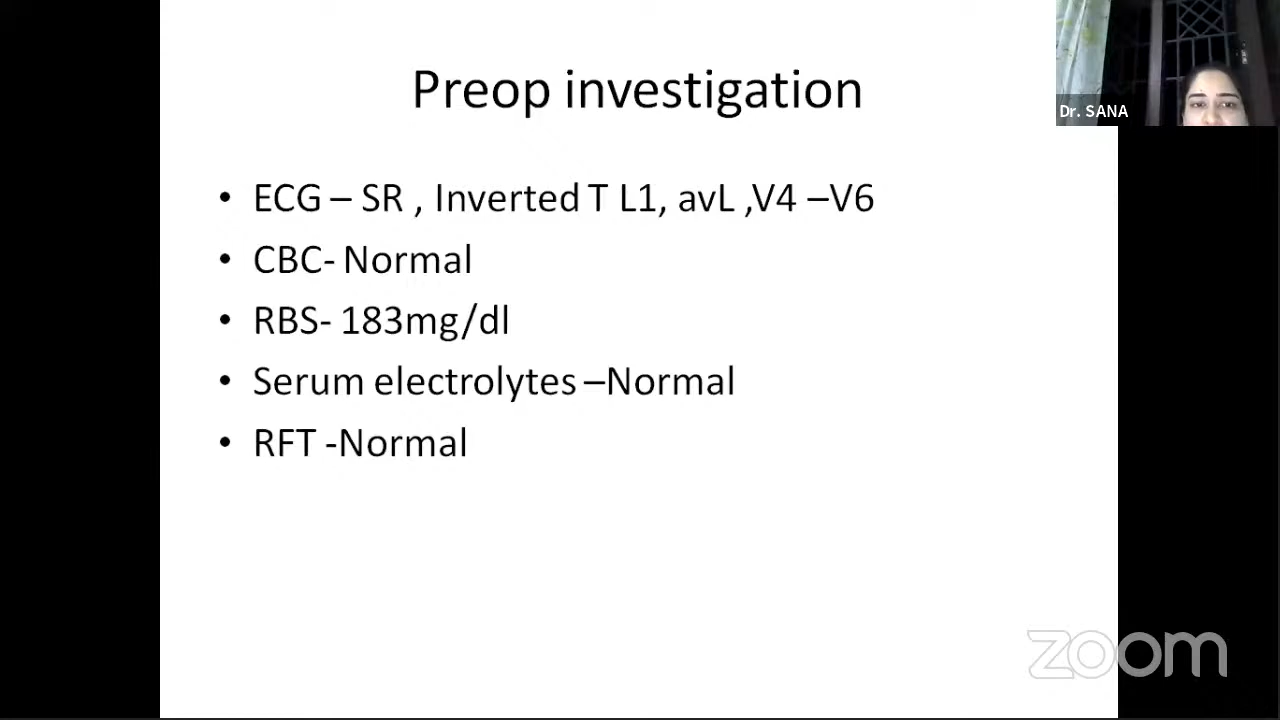 Preop investigation
Dr. SANA
• ECG – SR , Inverted T L1, avL ,V4 –V6
• CBC- Normal
• RBS- 183mg/dl
• Serum electrolytes –Normal
• RFT -Normal
zoom